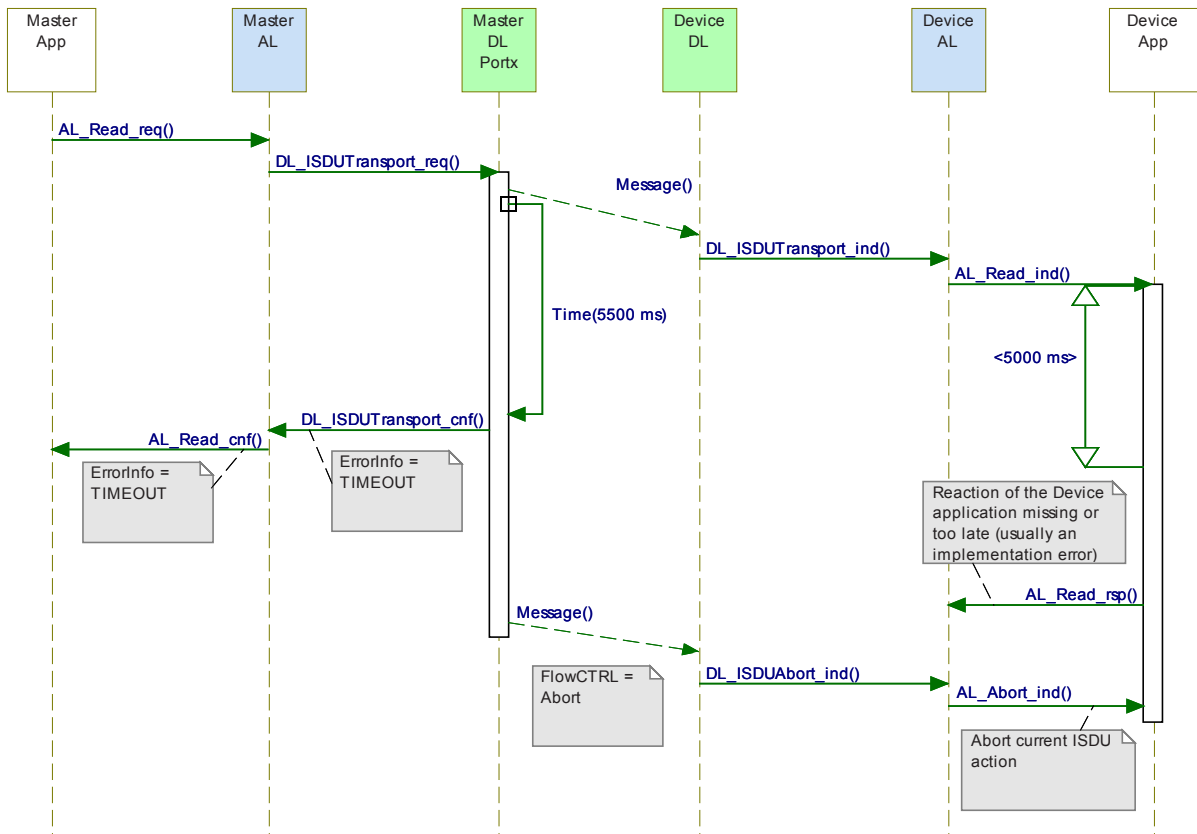 Master
App
Master
AL
Master
DL
Portx
Device
DL
Device
AL
Device
App
AL_Read_req()
DL_ISDUTransport_req()
Message()
DL_ISDUTransport_ind()
AL_Read_ind()
Time(5500 ms)
<5000 ms>
DL_ISDUTransport_cnf()
AL_Read_cnf()
ErrorInfo =
TIMEOUT
ErrorInfo =
TIMEOUT
Reaction of the Device
application missing or
too late (usually an
implementation error)
AL_Read_rsp()
Message()
FlowCTRL =
Abort
DL_ISDUAbort_ind()
AL_Abort_ind()
Abort current ISDU
action